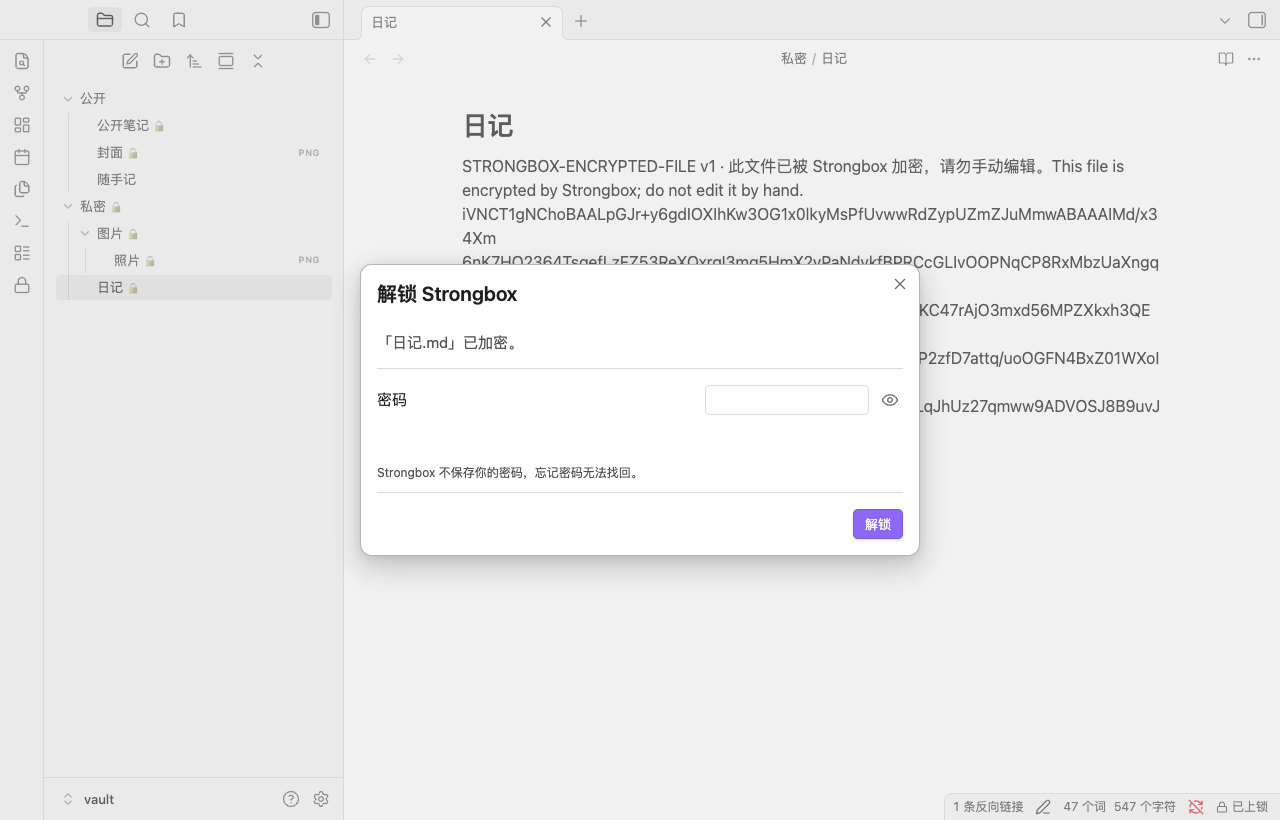 日记
私密 / 日记
公开
公开笔记
封面
PNG
随手记
私密
图片
照片
PNG
日记
vault
日记
STRONGBOX-ENCRYPTED-FILE v1 · 此文件已被 Strongbox 加密，请勿手动编辑。This file is
encrypted by Strongbox; do not edit it by hand.
4Xm
解锁 Strongbox
「日记.md」已加密。
密码
Strongbox 不保存你的密码，忘记密码无法找回。
解锁
1 条反向链接
47 个词
547 个字符
已上锁